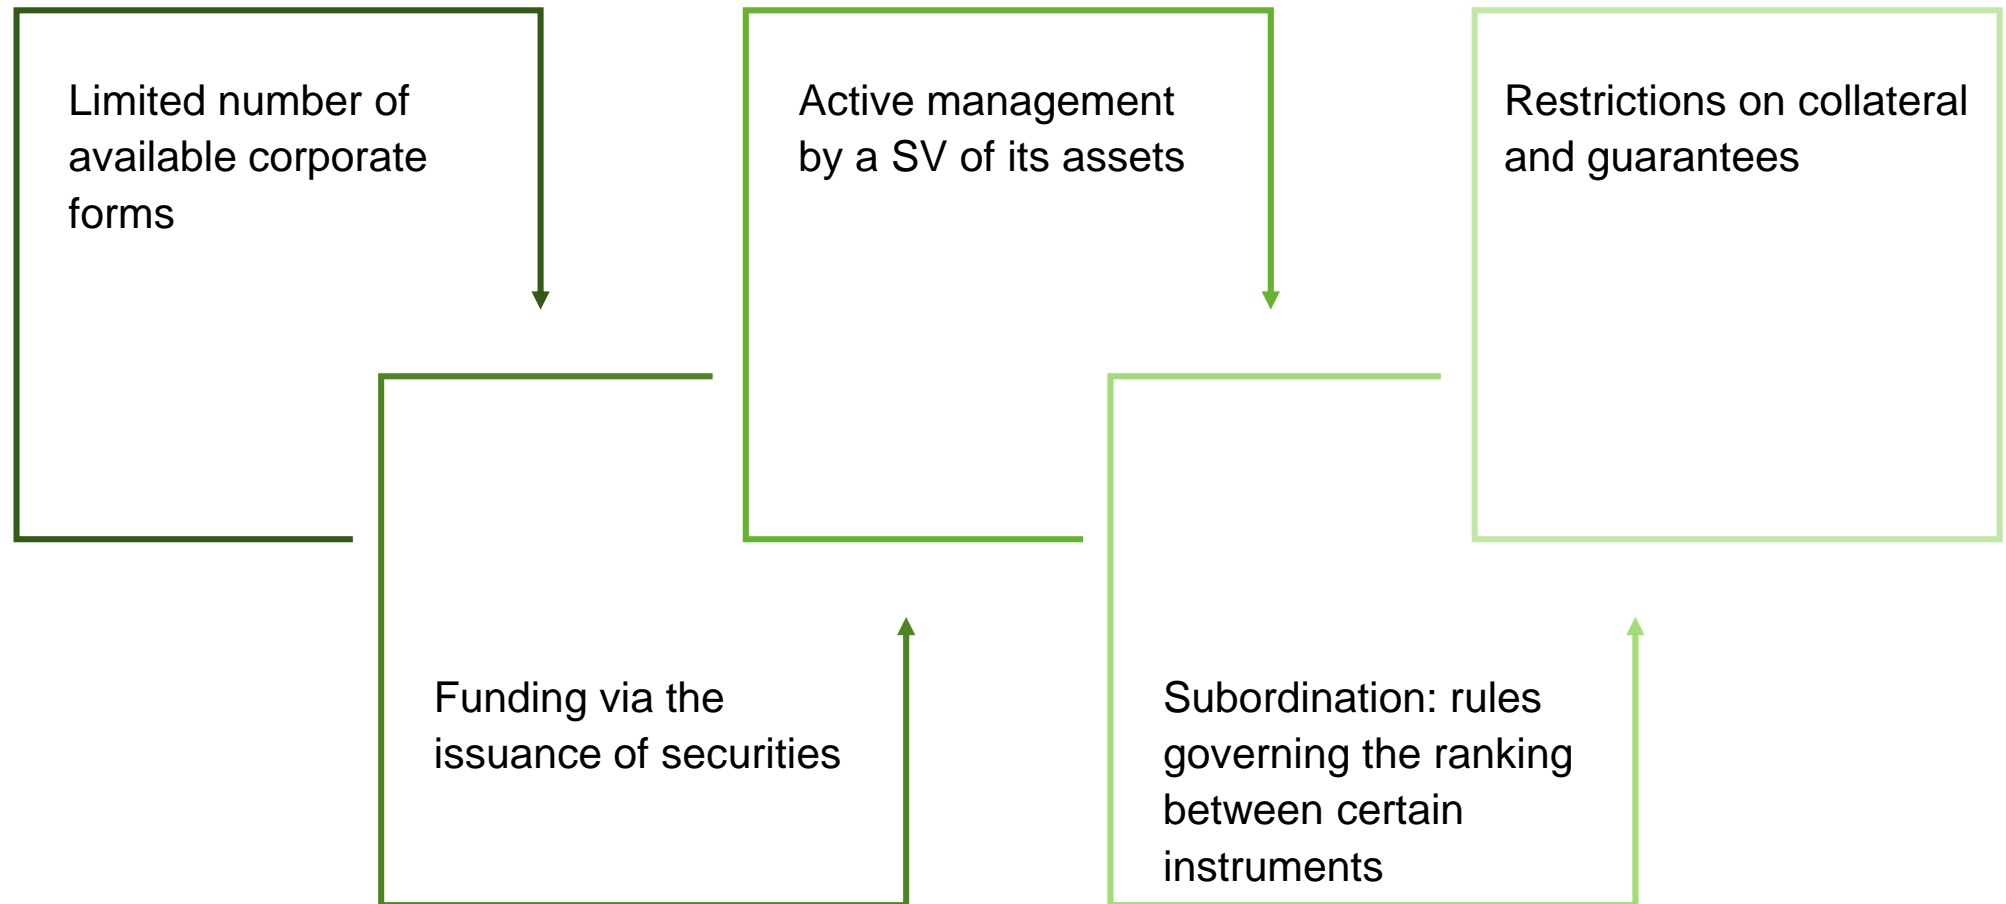 Limited number of
available corporate
forms
Funding via the
issuance of securities
Active management
by a SV of its assets
Subordination: rules
governing the ranking
between certain
instruments
Restrictions on collateral
and guarantees